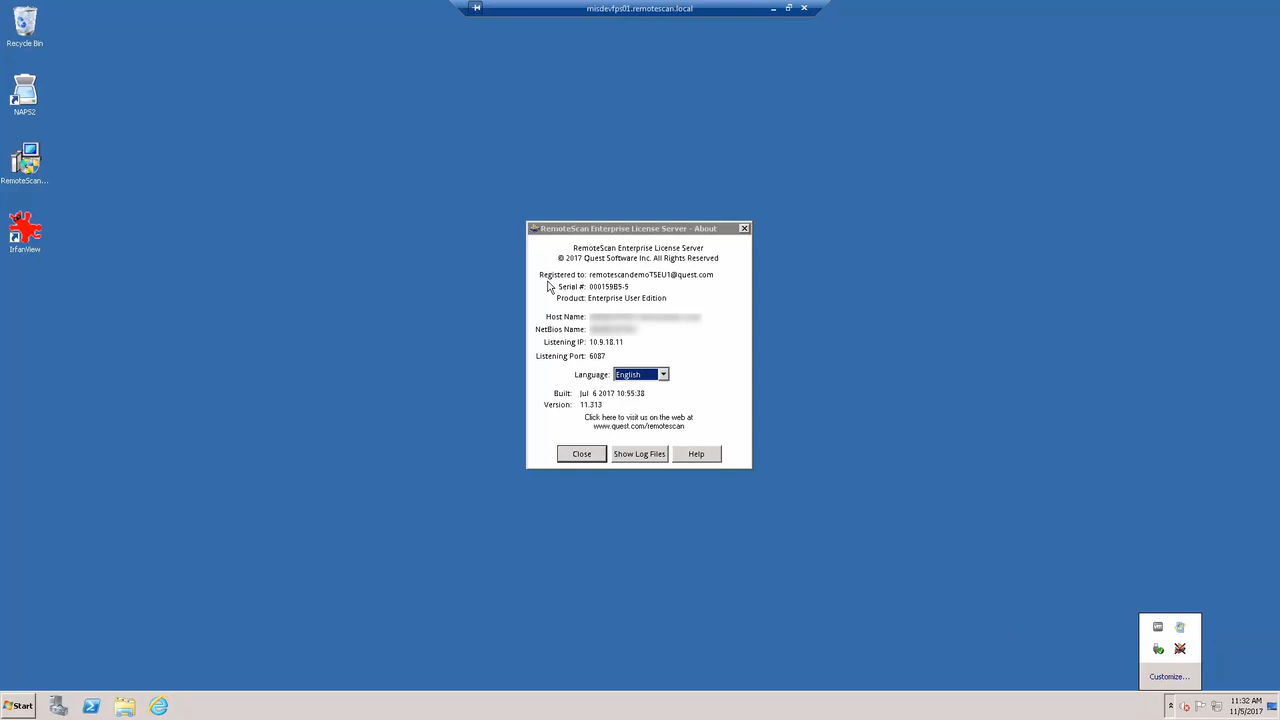 misdevfps01.remotescan.local
Recycle Bin
NAPS2
RemoteScan...
IrfanView
RemoteScan Enterprise License Server - About
RemoteScan Enterprise License Server
© 2017 Quest Software Inc. All Rights Reserved
Registered to: remotescandemoTSEU1@quest.com
Serial #: 000159B5-5
Product: Enterprise User Edition
Host Name:
NetBios Name:
Listening IP: 10.9.18.11
Listening Port: 6087
Language: English
Built: Jul 6 2017 10:55:38
Version: 11.313
Click here to visit us on the web at
www.quest.com/remotescan
Close Show Log Files Help
Customize...
Start
11:32 AM
11/5/2017